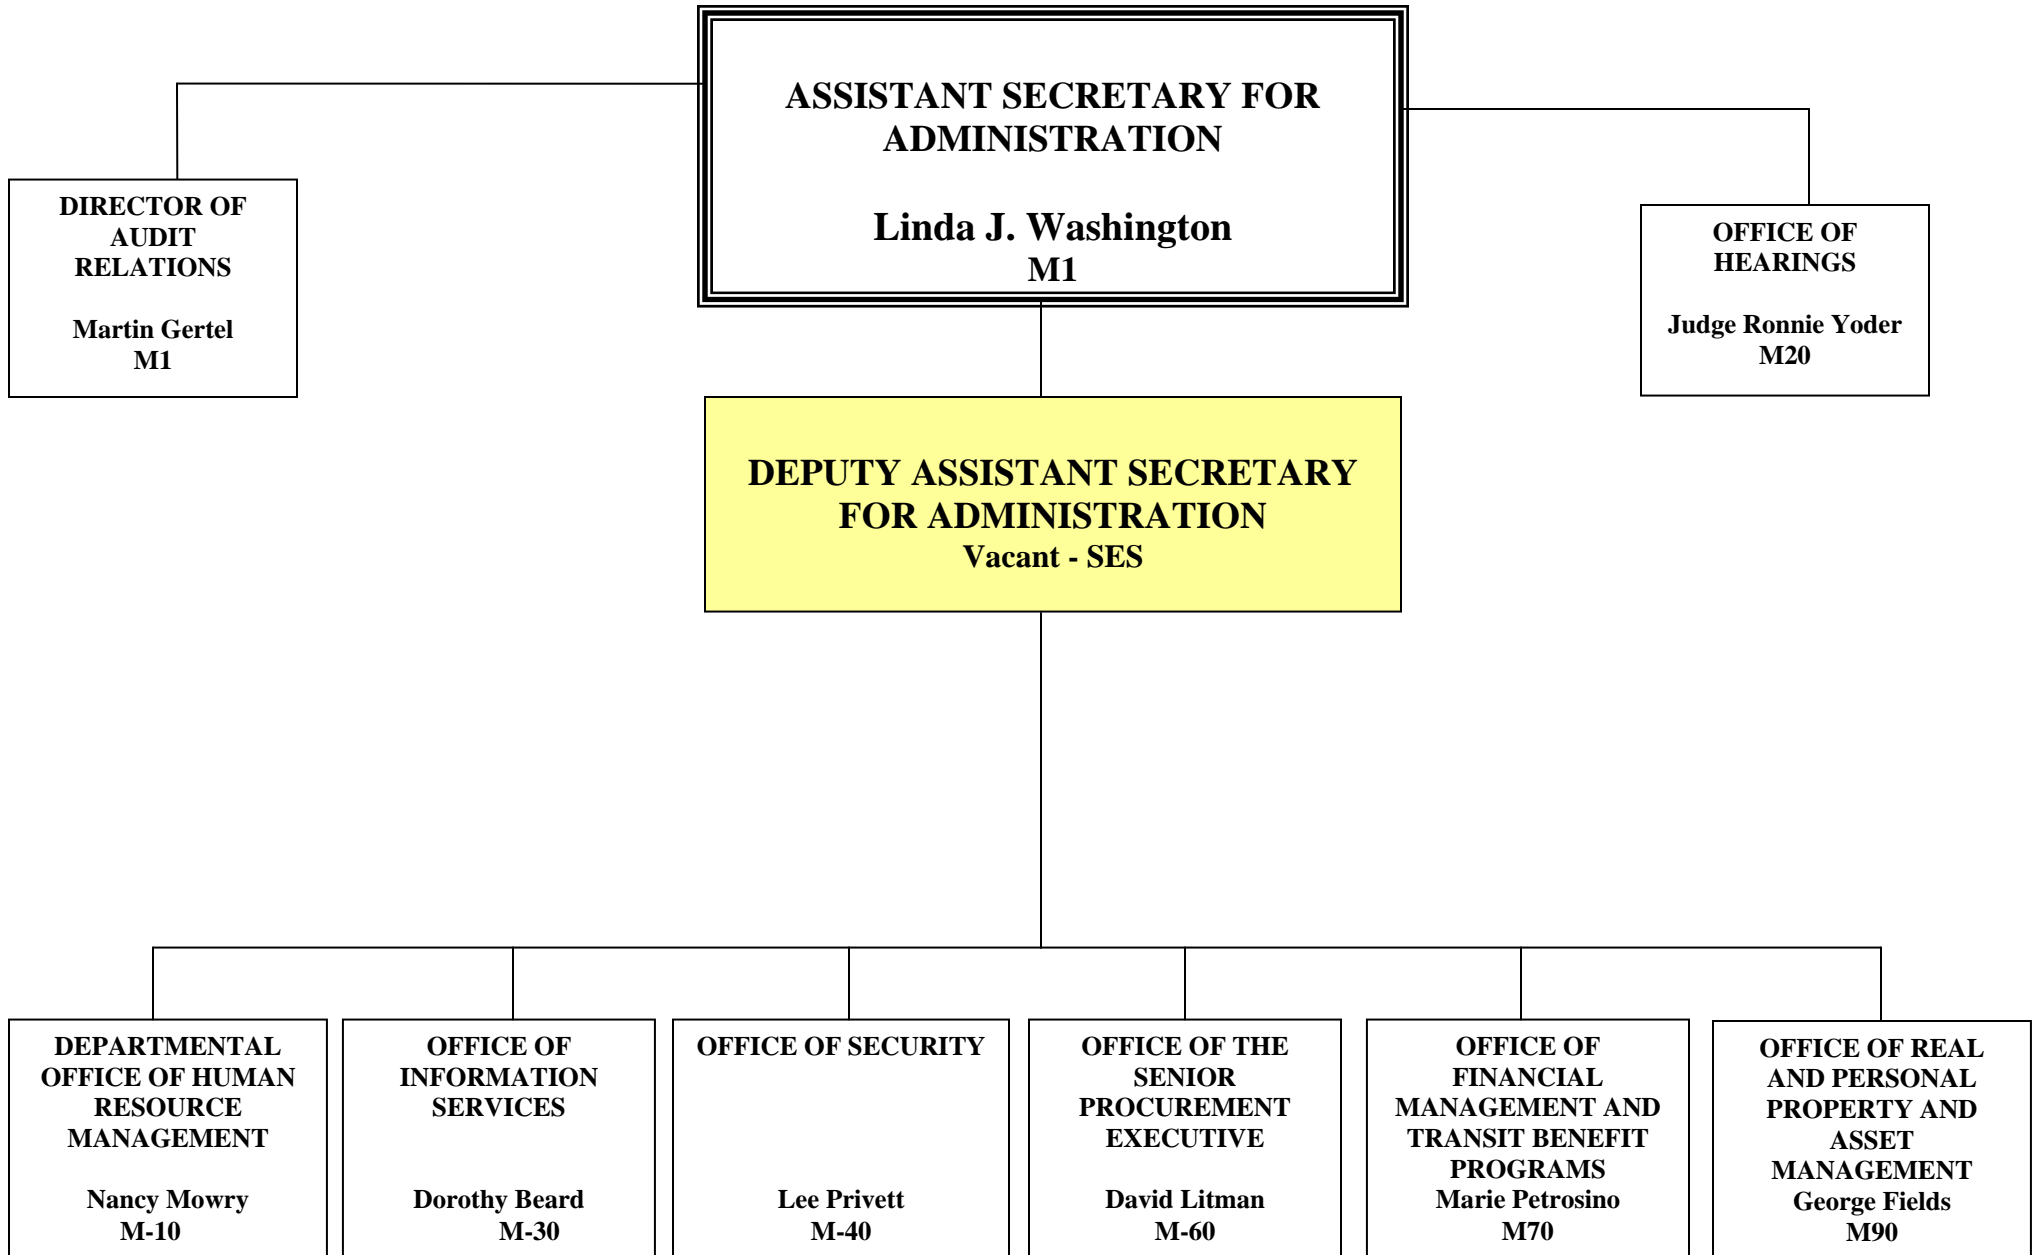 ASSISTANT SECRETARY FOR
ADMINISTRATION
Linda J. Washington
M1
DIRECTOR OF
AUDIT
RELATIONS
Martin Gertel
M1
OFFICE OF
HEARINGS
Judge Ronnie Yoder
M20
DEPUTY ASSISTANT SECRETARY
FOR ADMINISTRATION
Vacant - SES
DEPARTMENTAL
OFFICE OF HUMAN
RESOURCE
MANAGEMENT
Nancy Mowry
M-10
OFFICE OF
INFORMATION
SERVICES
Dorothy Beard
M-30
OFFICE OF SECURITY
Lee Privett
M-40
OFFICE OF THE
SENIOR
PROCUREMENT
EXECUTIVE
David Litman
M-60
OFFICE OF
FINANCIAL
MANAGEMENT AND
TRANSIT BENEFIT
PROGRAMS
Marie Petrosino
M70
OFFICE OF REAL
AND PERSONAL
PROPERTY AND
ASSET
MANAGEMENT
George Fields
M90